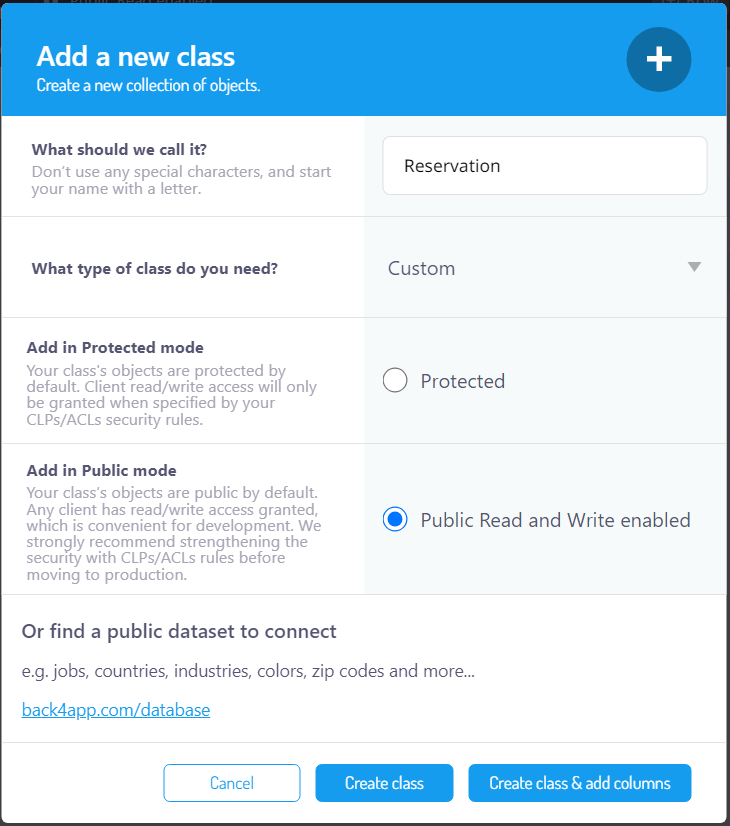 Public Read enabled
Add a new class
Create a new collection of objects.
What should we call it?
Don't use any special characters, and start
your name with a letter.
Reservation
What type of class do you need?
Custom
Add in Protected mode
Your class's objects are protected by
default. Client read/write access will only
be granted when specified by your
CLPs/ACLs security rules.
Protected
Add in Public mode
Your class's objects are public by default.
Any client has read/write access granted,
which is convenient for development. We
strongly recommend strengthening the
security with CLPs/ACLs rules before
moving to production.
Public Read and Write enabled
Or find a public dataset to connect
e.g. jobs, countries, industries, colors, zip codes and more...
back4app.com/database
Cancel
Create class
Create class & add columns